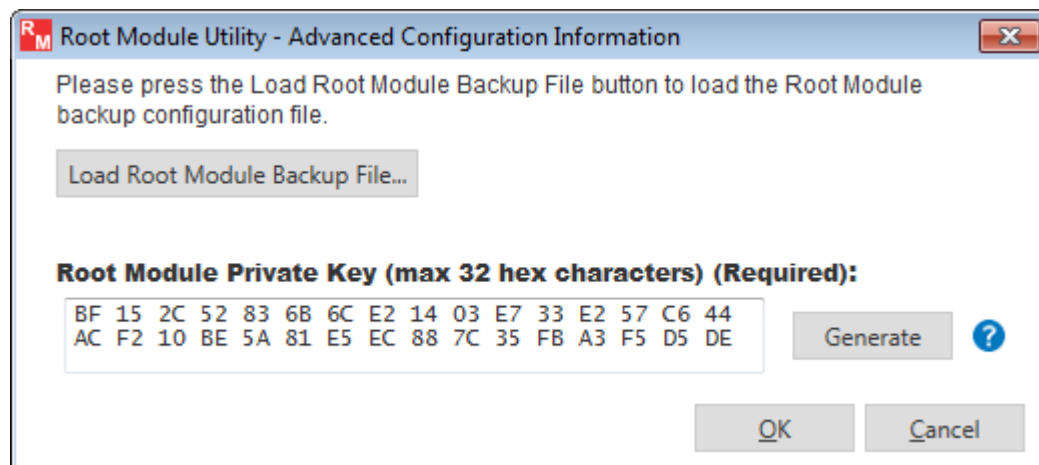 RM Root Module Utility - Advanced Configuration Information
Please press the Load Root Module Backup File button to load the Root Module
backup configuration file.
Load Root Module Backup File...
Root Module Private Key (max 32 hex characters) (Required):
BF 15 2C 52 83 6B 6C E2 14 03 E7 33 E2 57 C6 44
AC F2 10 BE 5A 81 E5 EC 88 7C 35 FB A3 F5 D5 DE
Generate ?
OK Cancel